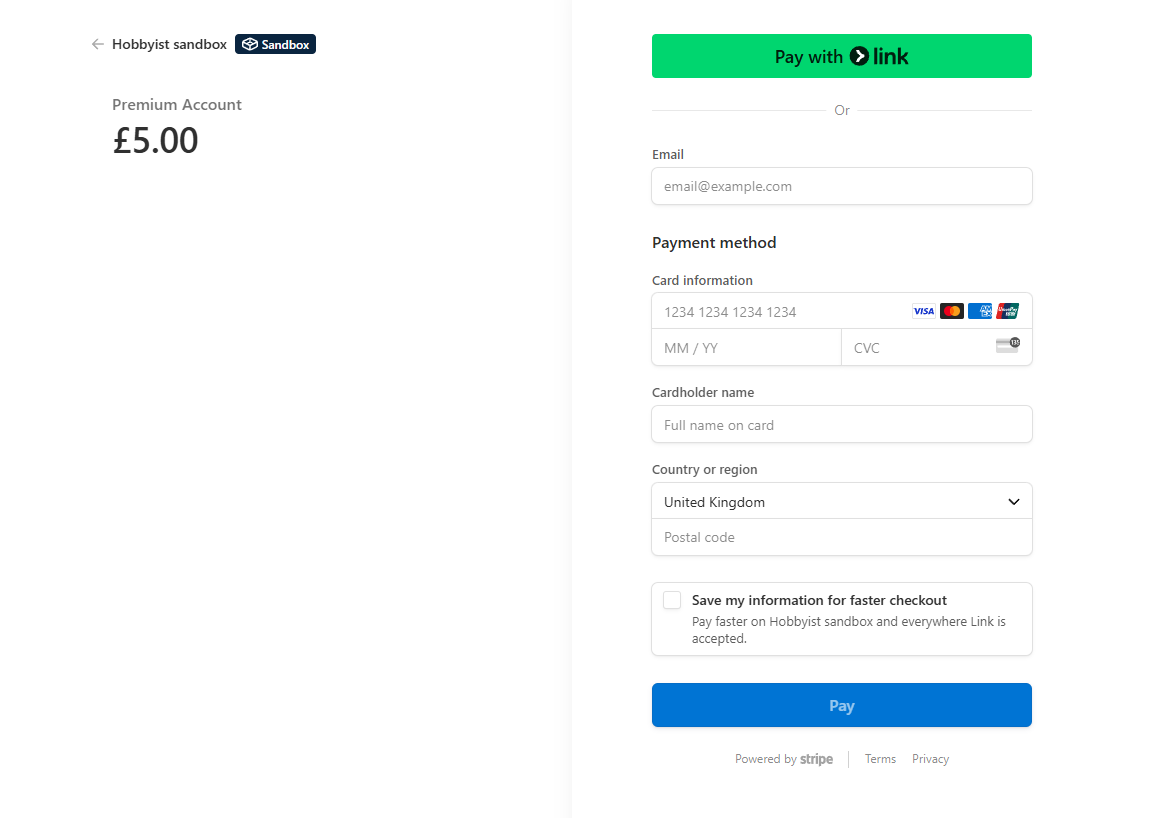 Hobbyist sandbox Sandbox
Premium Account
£5.00
Pay with link
Or
Email
email@example.com
Payment method
Card information
1234 1234 1234 1234 VISA
MM / YY CVC 135
Cardholder name
Full name on card
Country or region
United Kingdom
Postal code
Save my information for faster checkout
Pay faster on Hobbyist sandbox and everywhere Link is
accepted.
Pay
Powered by stripe Terms Privacy